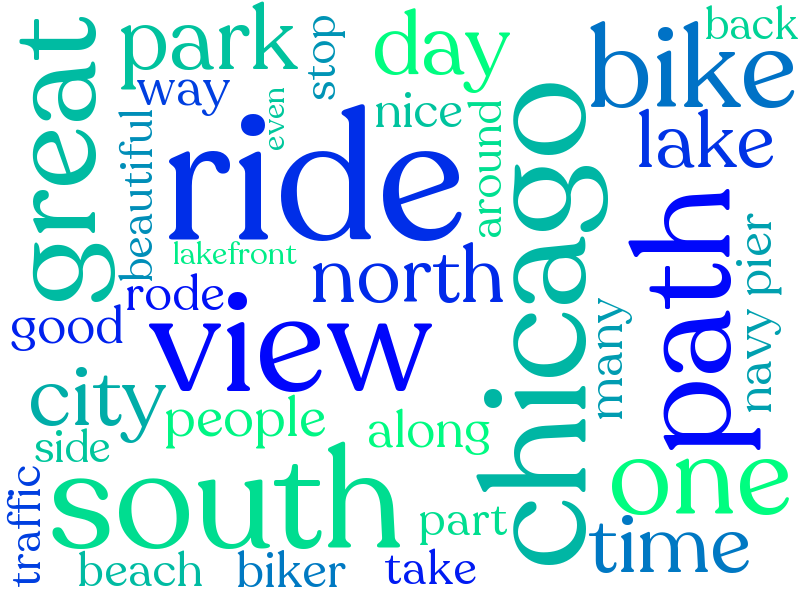 great
park
stop
day
bike
back
way
even
nice
lake
beautiful
ride
around
chicago
path
lakefront
north
navy pier
rode
good
view
many
city
people
along
side
south
one
traffic
part
time
beach
biker
take